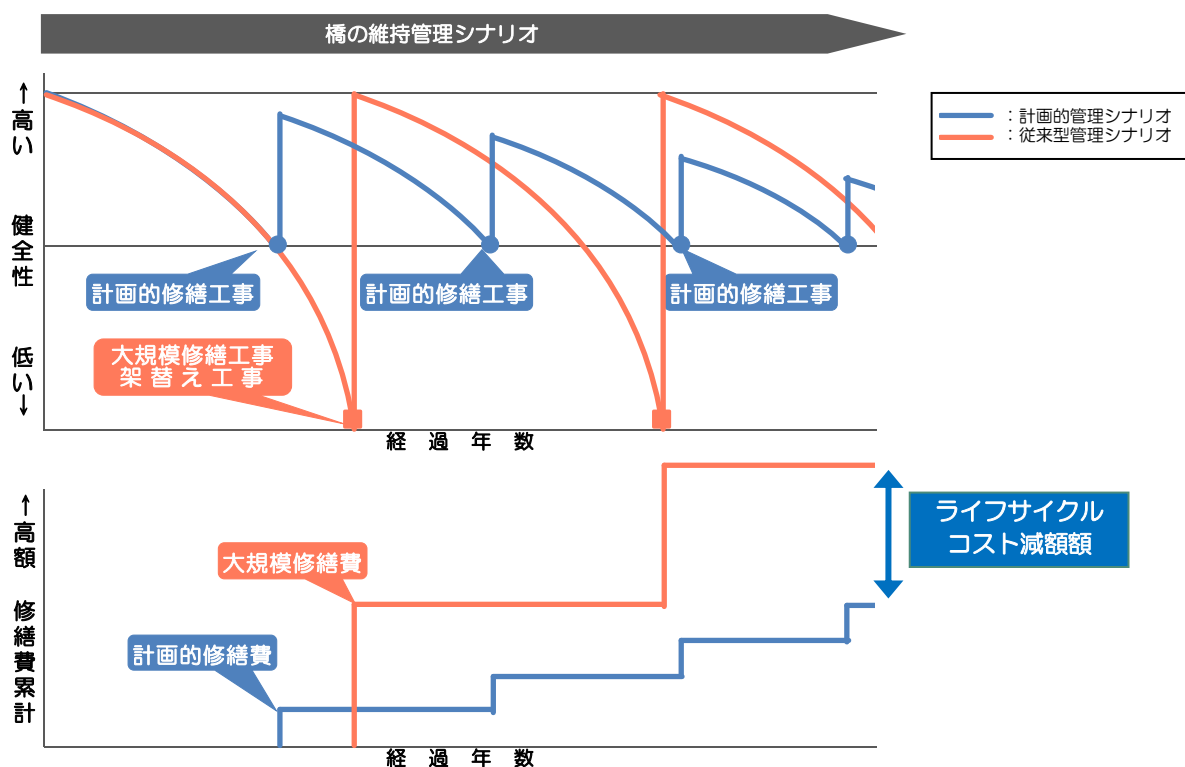 橋の維持管理シナリオ
↑高い
健全性
低い↓
：計画的管理シナリオ
：従来型管理シナリオ
計画的修繕工事
計画的修繕工事
計画的修繕工事
大規模修繕工事
架替え工事
経過年数
↑高額
修繕費累計
大規模修繕費
計画的修繕費
ライフサイクル
コスト減額額
経過年数